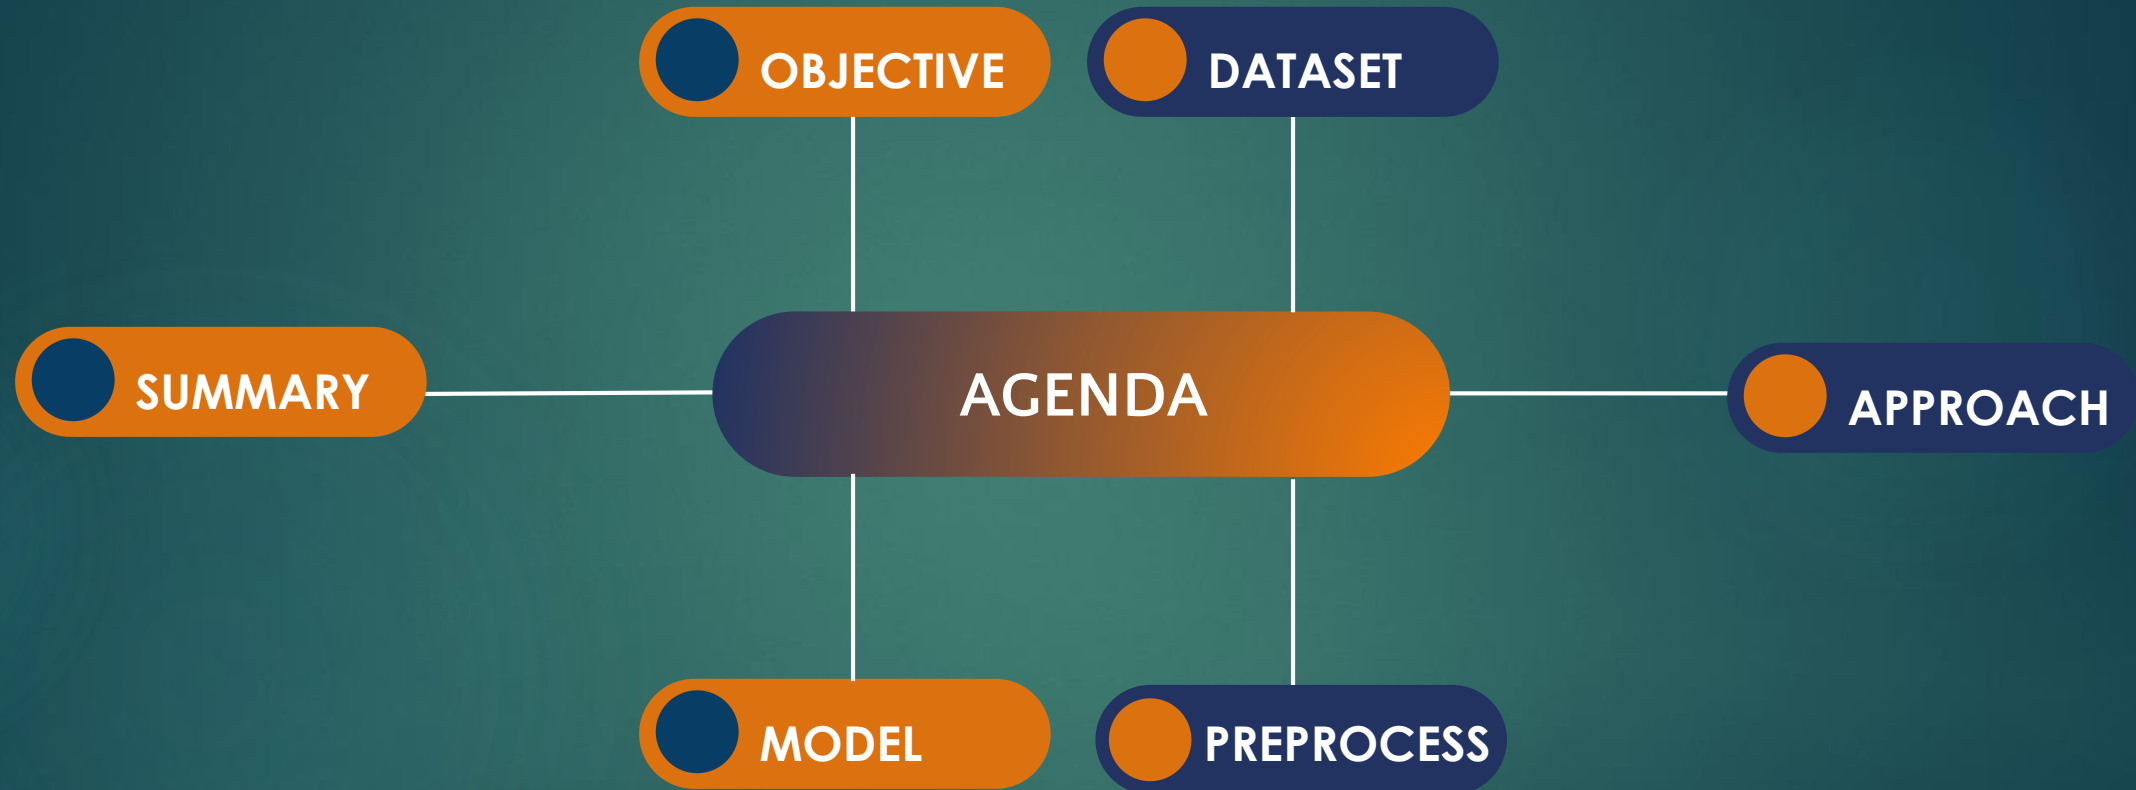 OBJECTIVE
DATASET
SUMMARY
AGENDA
APPROACH
MODEL
PREPROCESS